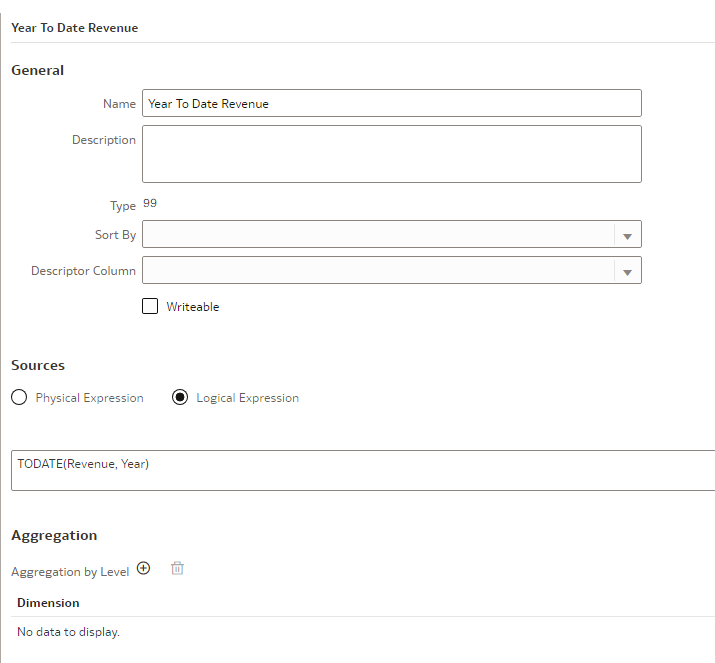 Year To Date Revenue
General
Name Year To Date Revenue
Description
Type 99
Sort By
Descriptor Column
Writeable
Sources
Physical Expression Logical Expression
TODATE(Revenue, Year)
Aggregation
Aggregation by Level
Dimension
No data to display.